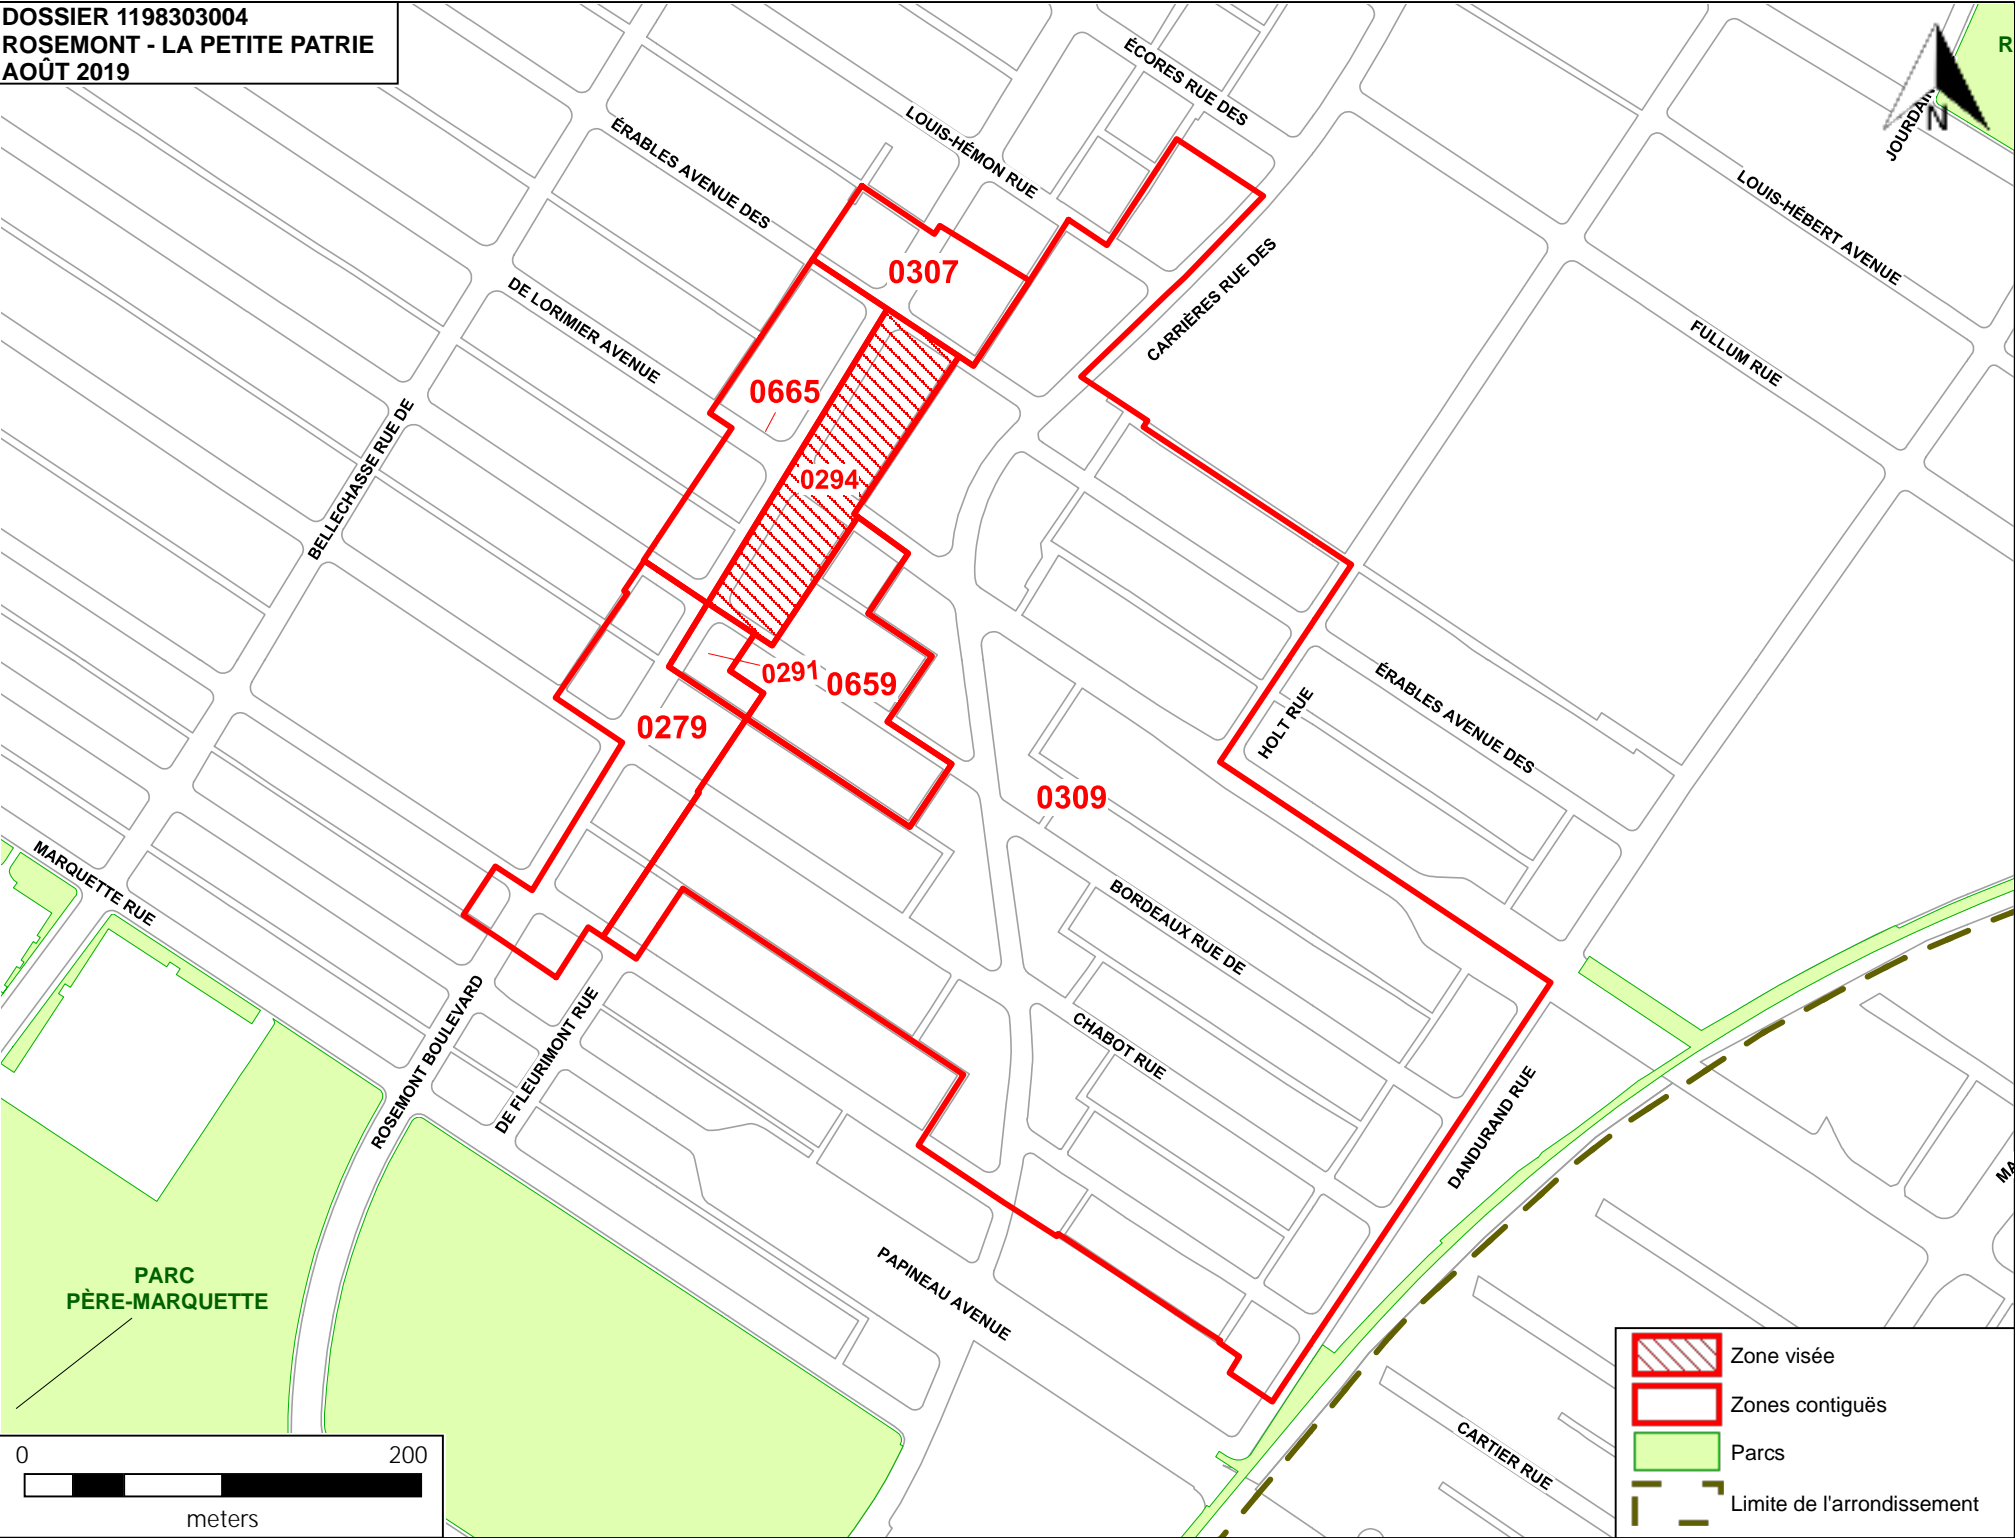 DOSSIER 1198303004
ROSEMONT - LA PETITE PATRIE
AOÛT 2019
R
N
JOURDAN
ÉCORES RUE DES
LOUIS-HÉMON RUE
ÉRABLES AVENUE DES
LOUIS-HÉBERT AVENUE
CARRIÈRES RUE DES
0307
DE LORIMIER AVENUE
FULLUM RUE
0665
BELLECHASSE RUE DE
0294
0291
0659
0279
HOLT RUE
ÉRABLES AVENUE DES
0309
MARQUETTE RUE
BORDEAUX RUE DE
ROSEMONT BOULEVARD
DE FLEURIMONT RUE
CHABOT RUE
DANDURAND RUE
MA
PAPINEAU AVENUE
PARC
PÈRE-MARQUETTE
CARTIER RUE
Zone visée
Zones contiguës
Parcs
Limite de l'arrondissement
0 200
meters